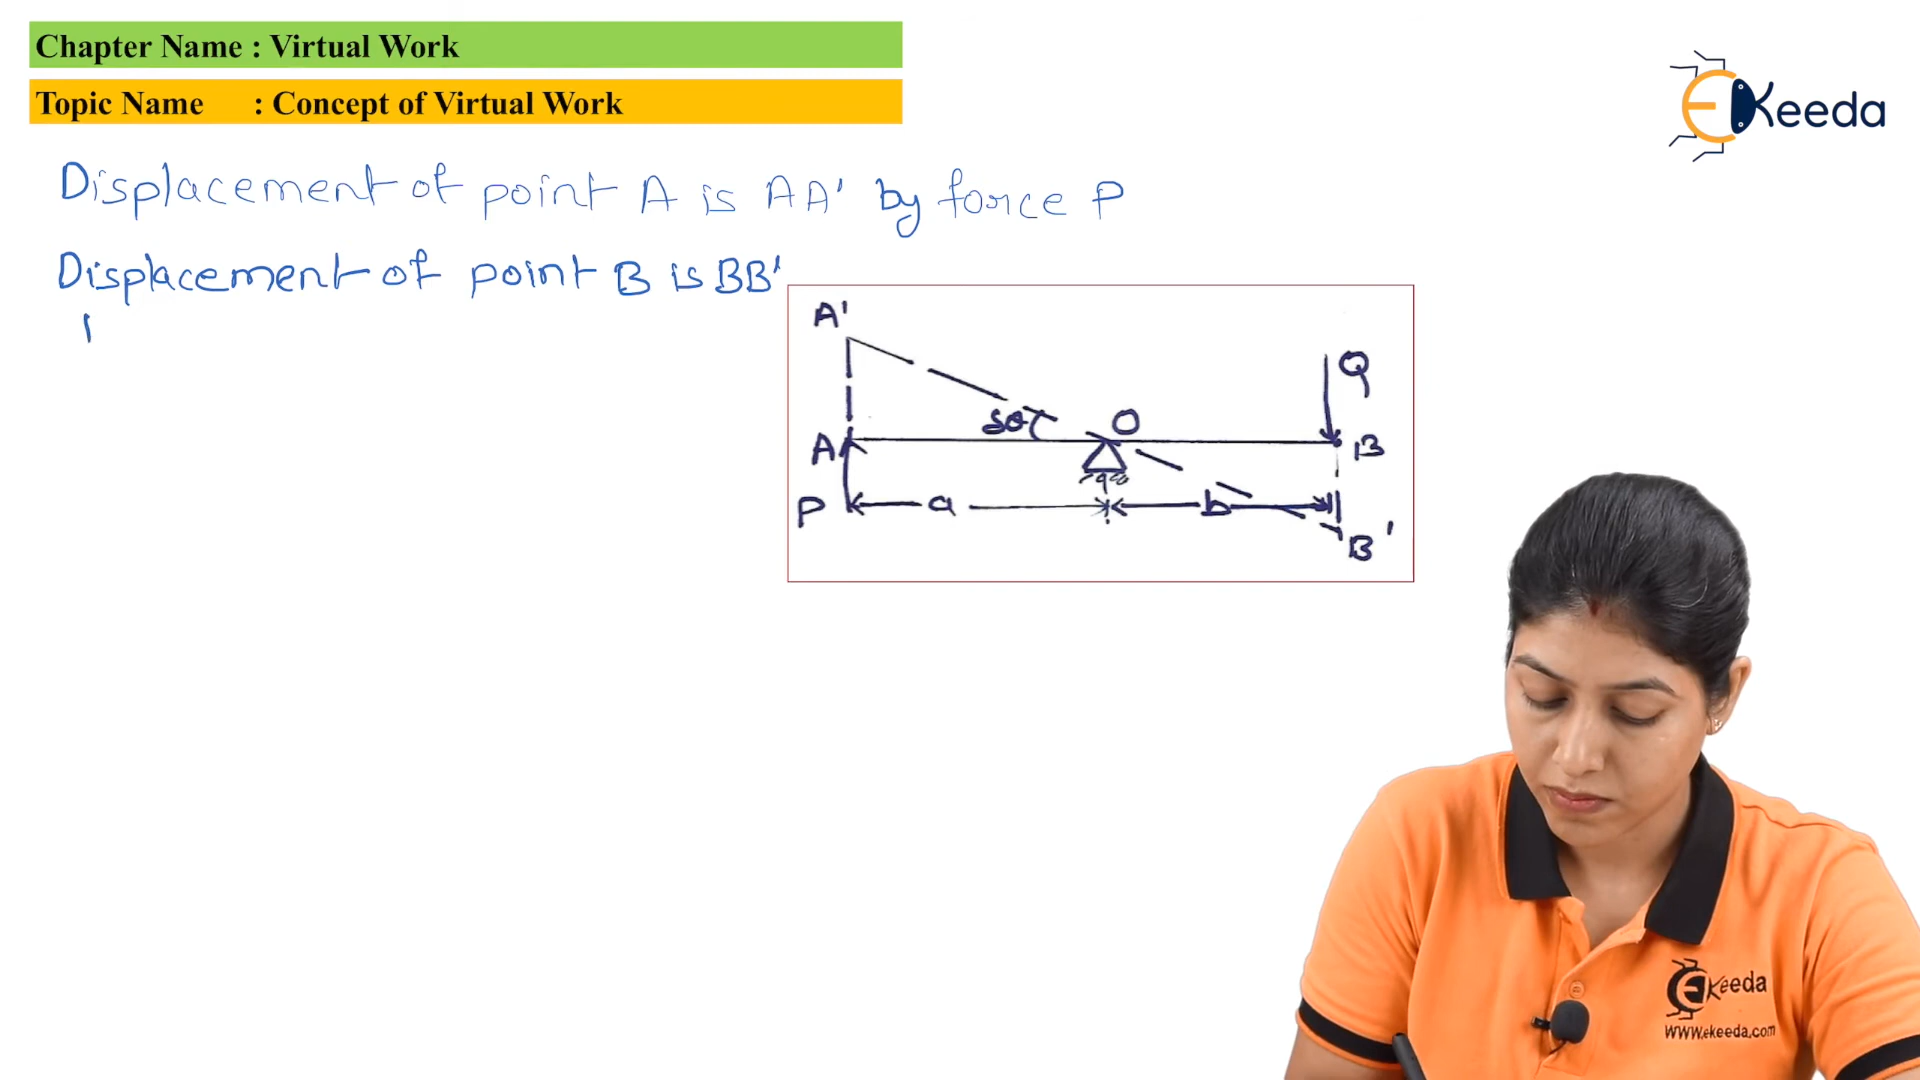 Chapter Name : Virtual Work
Topic Name : Concept of Virtual Work
EKeeda
Displacement of point A is AA' by force P
Displacement of point B is BB'
A'
Q
δθ
O
A
B
P
a
b
B'
EKeeda
www.ekeeda.com